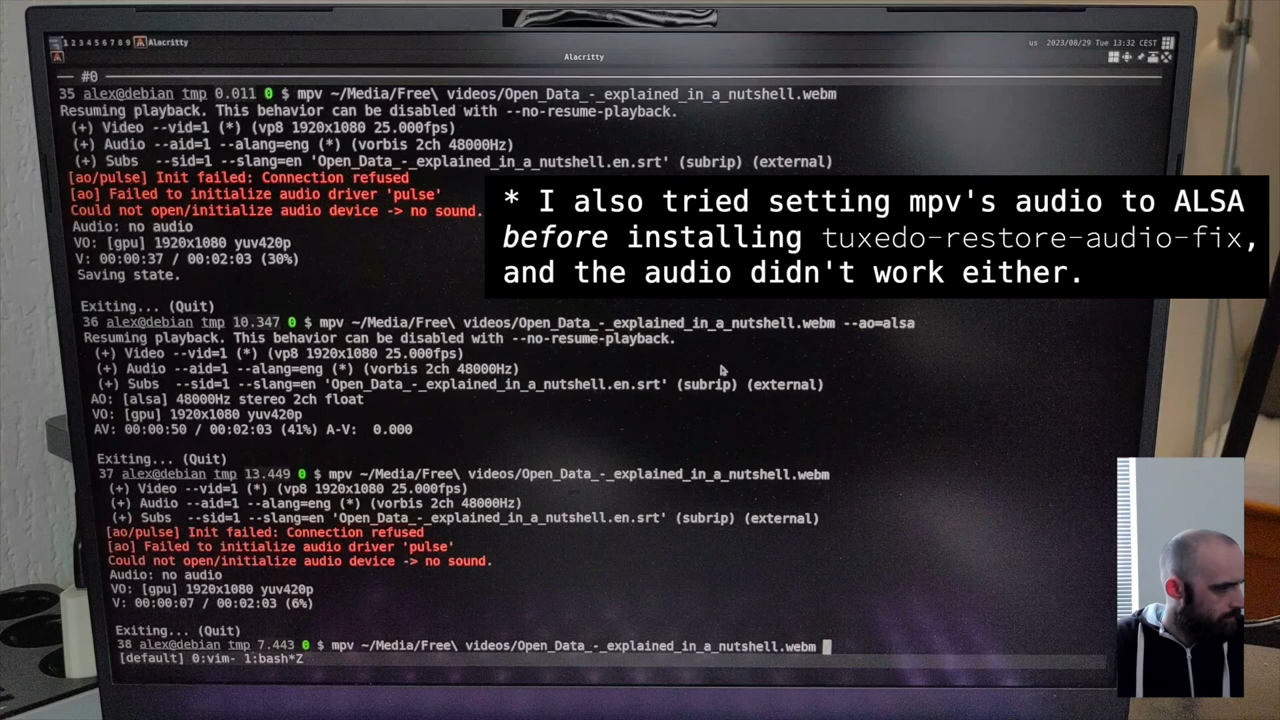 1 2 3 4 5 6 7 8 9 Alacritty
us 2023/08/29 Tue 13:32 CEST
Alacritty
#0
35 alex@debian tmp 0.011 0 $ mpv ~/Media/Free\ videos/Open_Data_-_explained_in_a_nutshell.webm
Resuming playback. This behavior can be disabled with --no-resume-playback.
(+) Video --vid=1 (*) (vp8 1920x1080 25.000fps)
(+) Audio --aid=1 --alang=eng (*) (vorbis 2ch 48000Hz)
(+) Subs --sid=1 --slang=en 'Open_Data_-_explained_in_a_nutshell.en.srt' (subrip) (external)
[ao/pulse] Init failed: Connection refused
[ao] Failed to initialize audio driver 'pulse'
Could not open/initialize audio device -> no sound.
Audio: no audio
VO: [gpu] 1920x1080 yuv420p
V: 00:00:37 / 00:02:03 (30%)
Saving state.
* I also tried setting mpv's audio to ALSA
before installing tuxedo-restore-audio-fix,
and the audio didn't work either.
Exiting... (Quit)
36 alex@debian tmp 10.347 0 $ mpv ~/Media/Free\ videos/Open_Data_-_explained_in_a_nutshell.webm --ao=alsa
Resuming playback. This behavior can be disabled with --no-resume-playback.
(+) Video --vid=1 (*) (vp8 1920x1080 25.000fps)
(+) Audio --aid=1 --alang=eng (*) (vorbis 2ch 48000Hz)
(+) Subs --sid=1 --slang=en 'Open_Data_-_explained_in_a_nutshell.en.srt' (subrip) (external)
AO: [alsa] 48000Hz stereo 2ch float
VO: [gpu] 1920x1080 yuv420p
AV: 00:00:50 / 00:02:03 (41%) A-V: 0.000
Exiting... (Quit)
37 alex@debian tmp 13.449 0 $ mpv ~/Media/Free\ videos/Open_Data_-_explained_in_a_nutshell.webm
(+) Video --vid=1 (*) (vp8 1920x1080 25.000fps)
(+) Audio --aid=1 --alang=eng (*) (vorbis 2ch 48000Hz)
(+) Subs --sid=1 --slang=en 'Open_Data_-_explained_in_a_nutshell.en.srt' (subrip) (external)
[ao/pulse] Init failed: Connection refused
[ao] Failed to initialize audio driver 'pulse'
Could not open/initialize audio device -> no sound.
Audio: no audio
VO: [gpu] 1920x1080 yuv420p
V: 00:00:07 / 00:02:03 (6%)
Exiting... (Quit)
38 alex@debian tmp 7.443 0 $ mpv ~/Media/Free\ videos/Open_Data_-_explained_in_a_nutshell.webm
[default] 0:vim- 1:bash*Z